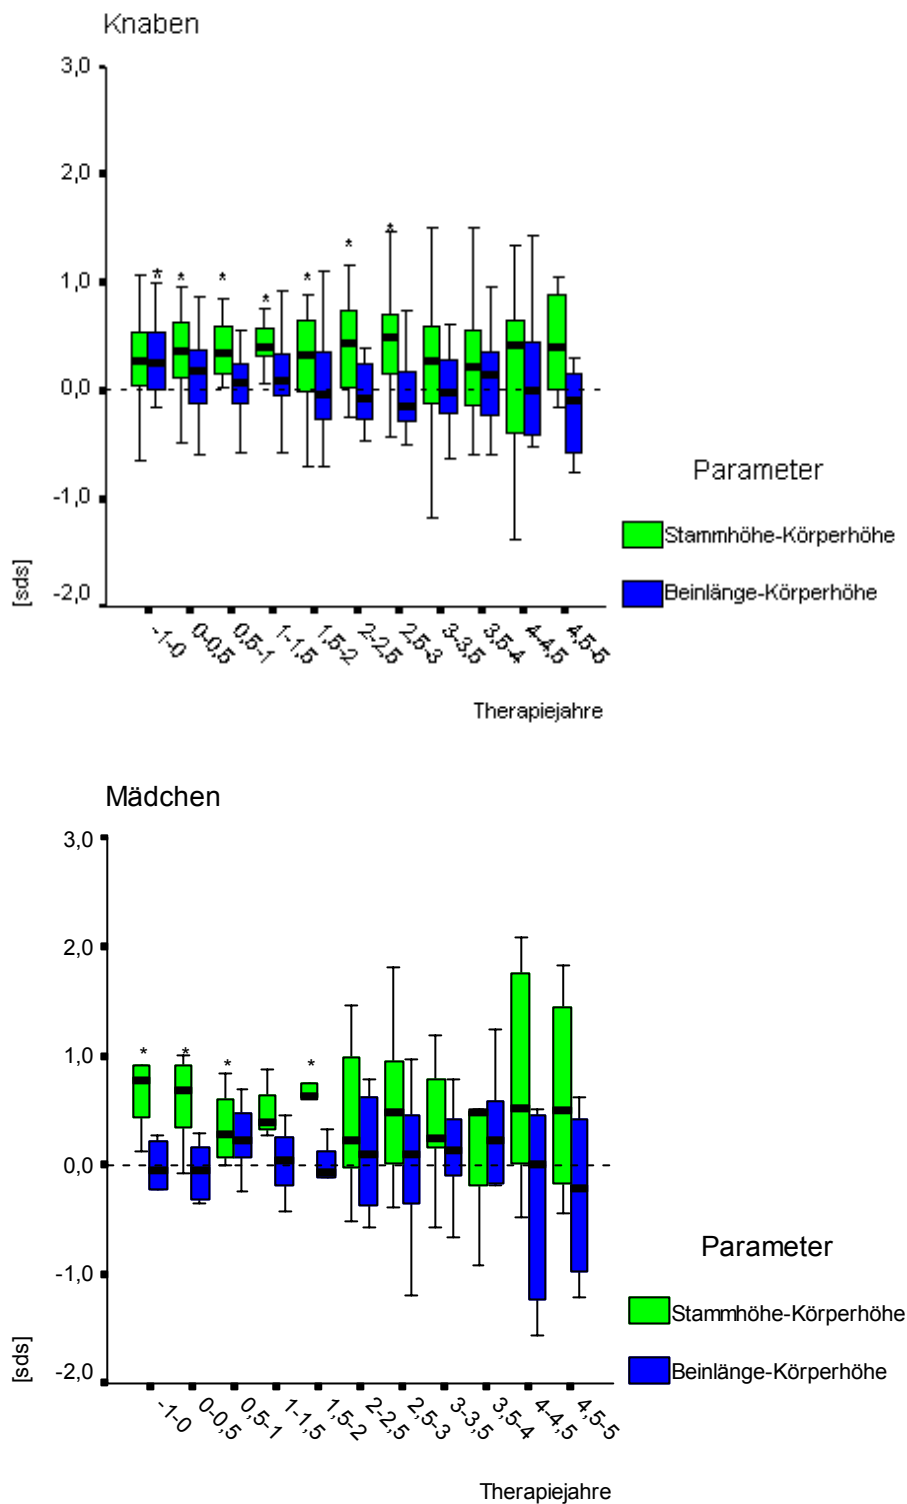 Knaben
3,0
2,0
1,0
0,0
-1,0
-2,0
[sds]
* * * * * * *
-1-0
0-0,5
0,5-1
1-1,5
1,5-2
2-2,5
2,5-3
3-3,5
3,5-4
4-4,5
4,5-5
Therapiejahre
Parameter
Stammhöhe-Körperhöhe
Beinlänge-Körperhöhe
Mädchen
3,0
2,0
1,0
0,0
-1,0
-2,0
[sds]
* * * *
-1-0
0-0,5
0,5-1
1-1,5
1,5-2
2-2,5
2,5-3
3-3,5
3,5-4
4-4,5
4,5-5
Therapiejahre
Parameter
Stammhöhe-Körperhöhe
Beinlänge-Körperhöhe